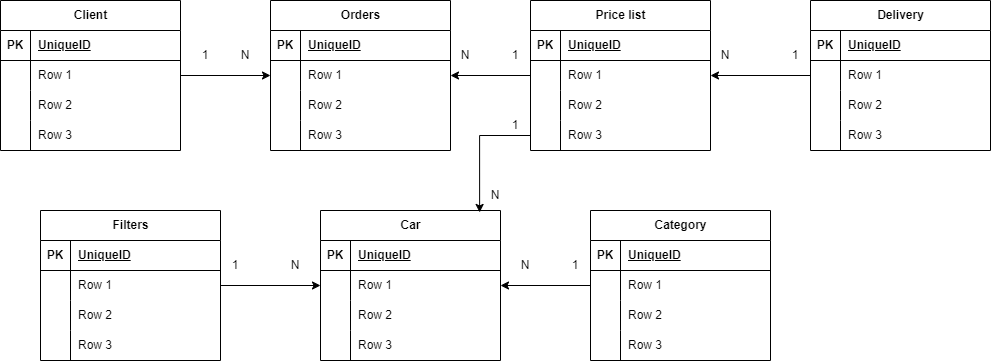 Client
PK UniqueID
Row 1
Row 2
Row 3
1 N
Orders
PK UniqueID
Row 1
Row 2
Row 3
N 1
Price list
PK UniqueID
Row 1
Row 2
Row 3
N 1
Delivery
PK UniqueID
Row 1
Row 2
Row 3
1
N
Filters
PK UniqueID
Row 1
Row 2
Row 3
1 N
Car
PK UniqueID
Row 1
Row 2
Row 3
N 1
Category
PK UniqueID
Row 1
Row 2
Row 3